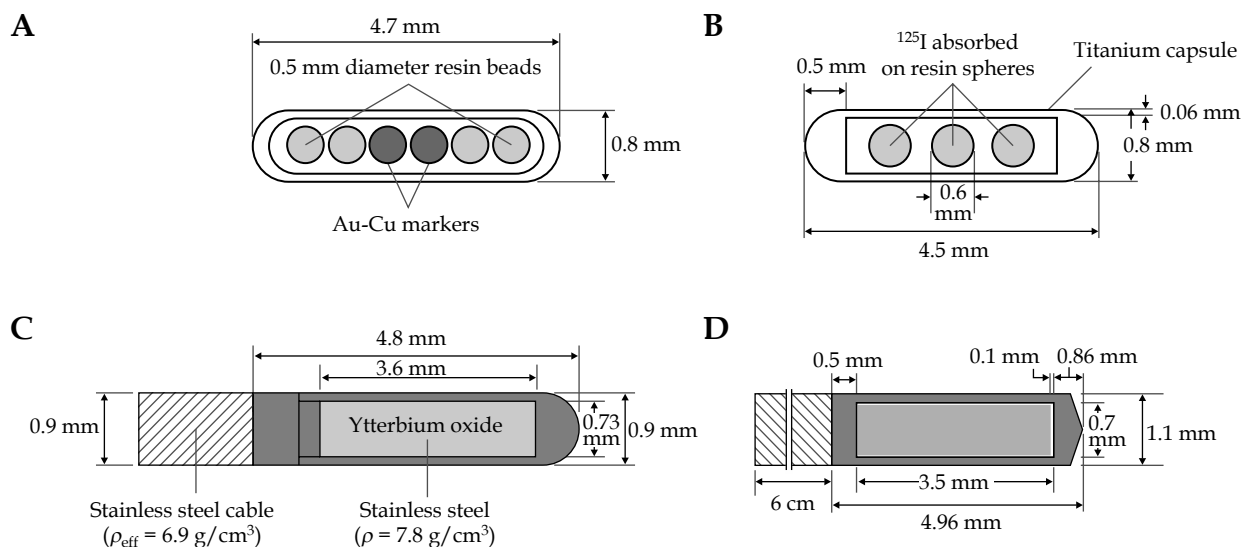 A
4.7 mm
0.5 mm diameter resin beads
0.8 mm
Au-Cu markers
B
¹²⁵I absorbed
on resin spheres
Titanium capsule
0.5 mm
0.06 mm
0.8 mm
0.6
mm
4.5 mm
C
4.8 mm
3.6 mm
0.9 mm
Ytterbium oxide
0.73
mm
0.9 mm
Stainless steel cable
(ρeff = 6.9 g/cm³)
Stainless steel
(ρ = 7.8 g/cm³)
D
0.5 mm
0.1 mm
0.86 mm
0.7
mm
1.1 mm
6 cm
3.5 mm
4.96 mm